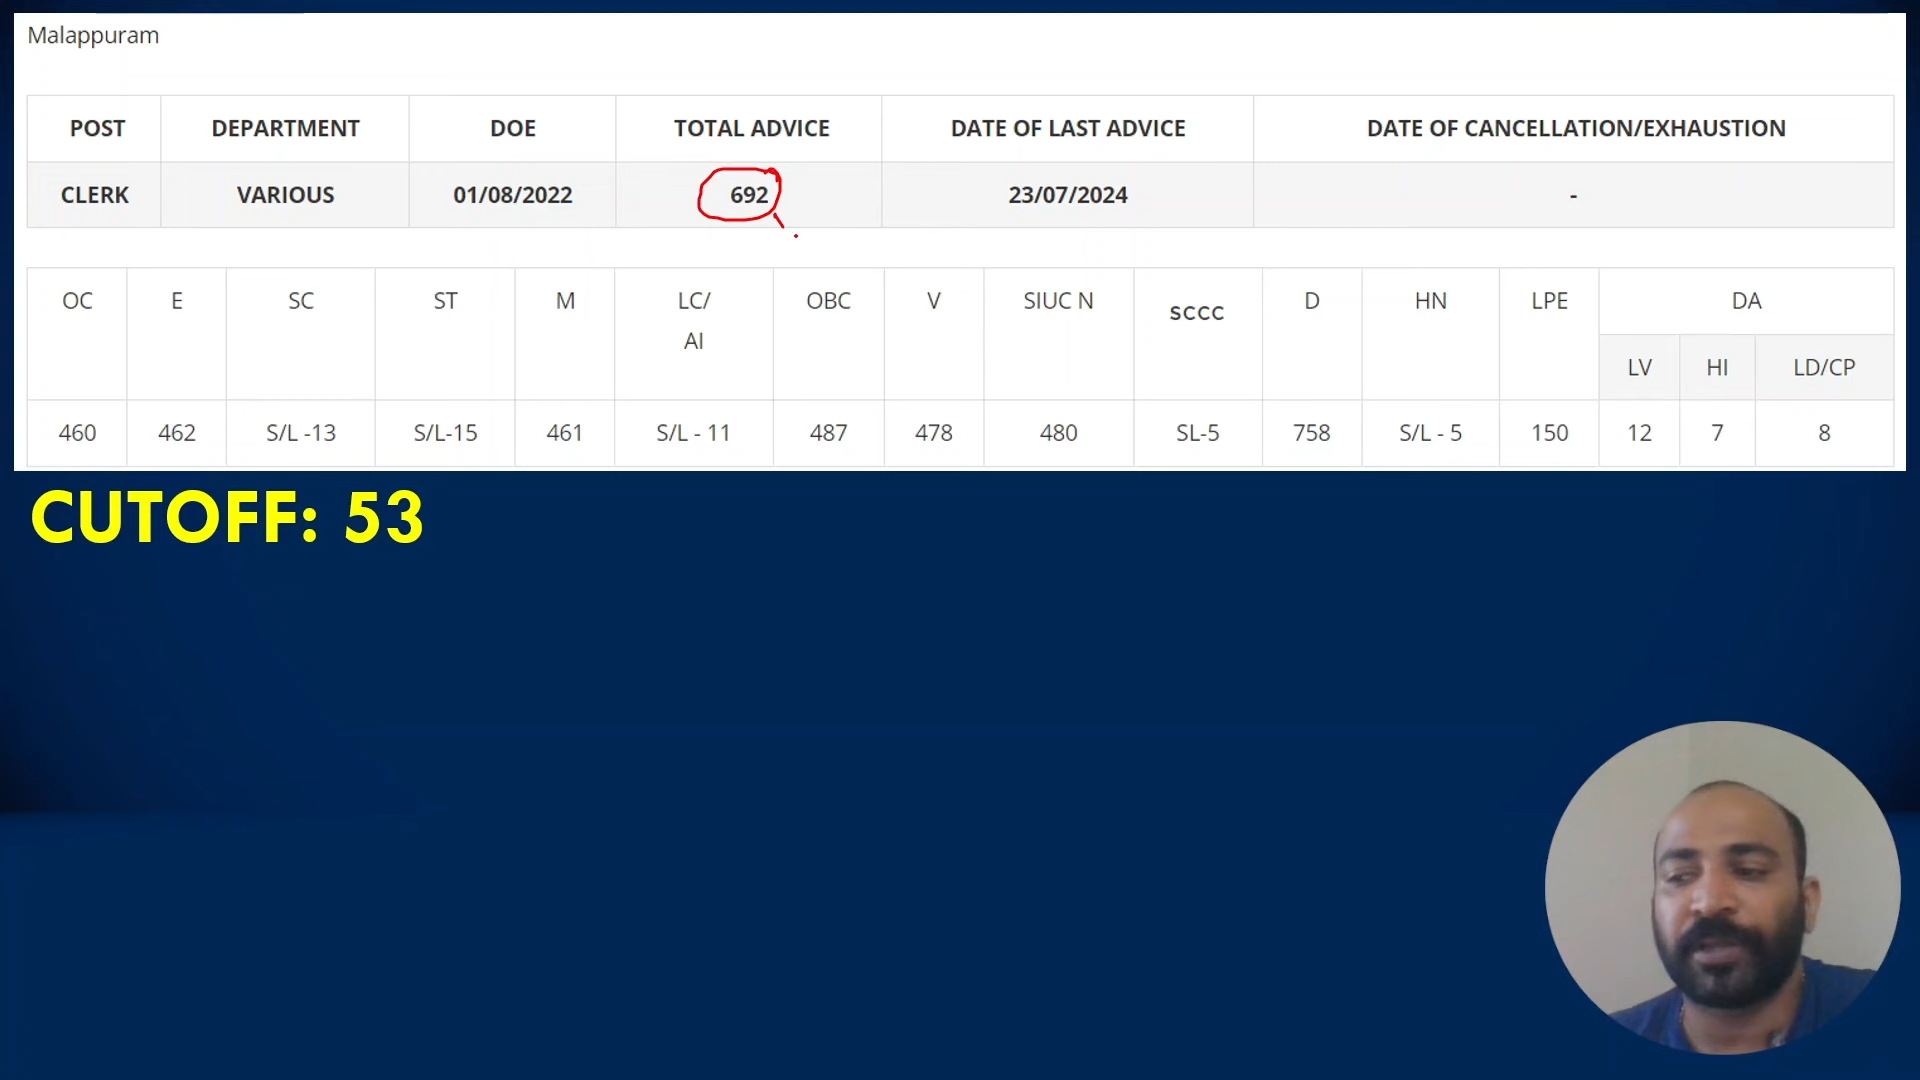 Malappuram
POST DEPARTMENT DOE TOTAL ADVICE DATE OF LAST ADVICE DATE OF CANCELLATION/EXHAUSTION
CLERK VARIOUS 01/08/2022 692 23/07/2024 -
OC E SC ST M LC/ OBC V SIUC N SCCC D HN LPE DA
AI
LV HI LD/CP
460 462 S/L -13 S/L-15 461 S/L - 11 487 478 480 SL-5 758 S/L - 5 150 12 7 8
CUTOFF: 53